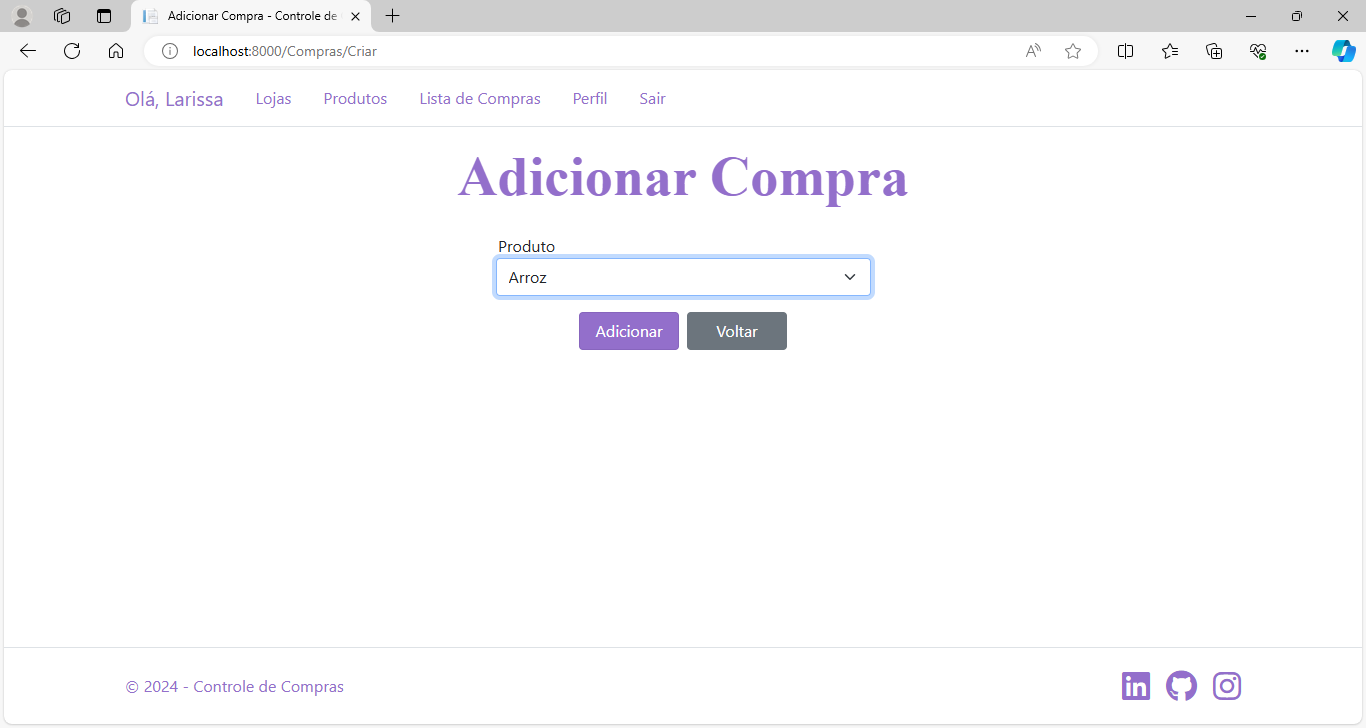 Adicionar Compra - Controle de
localhost:8000/Compras/Criar
Olá, Larissa Lojas Produtos Lista de Compras Perfil Sair
Adicionar Compra
Produto
Arroz
Adicionar Voltar
© 2024 - Controle de Compras